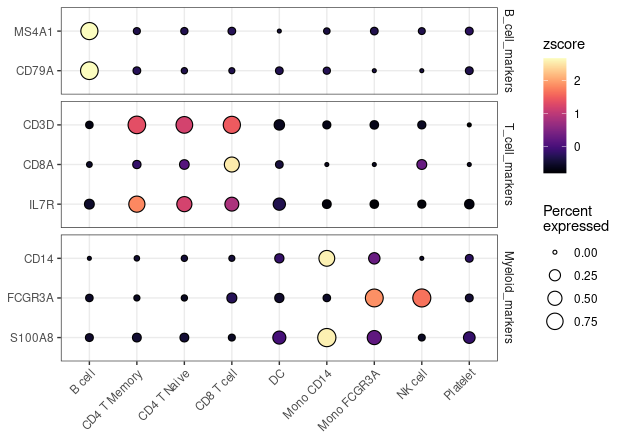 MS4A1
CD79A
B_cell_markers
CD3D
CD8A
IL7R
T_cell_markers
CD14
FCGR3A
S100A8
Myeloid_markers
B cell
CD4 T Memory
CD4 T Naive
CD8 T cell
DC
Mono CD14
Mono FCGR3A
NK cell
Platelet
zscore
2
1
0
Percent
expressed
0.00
0.25
0.50
0.75